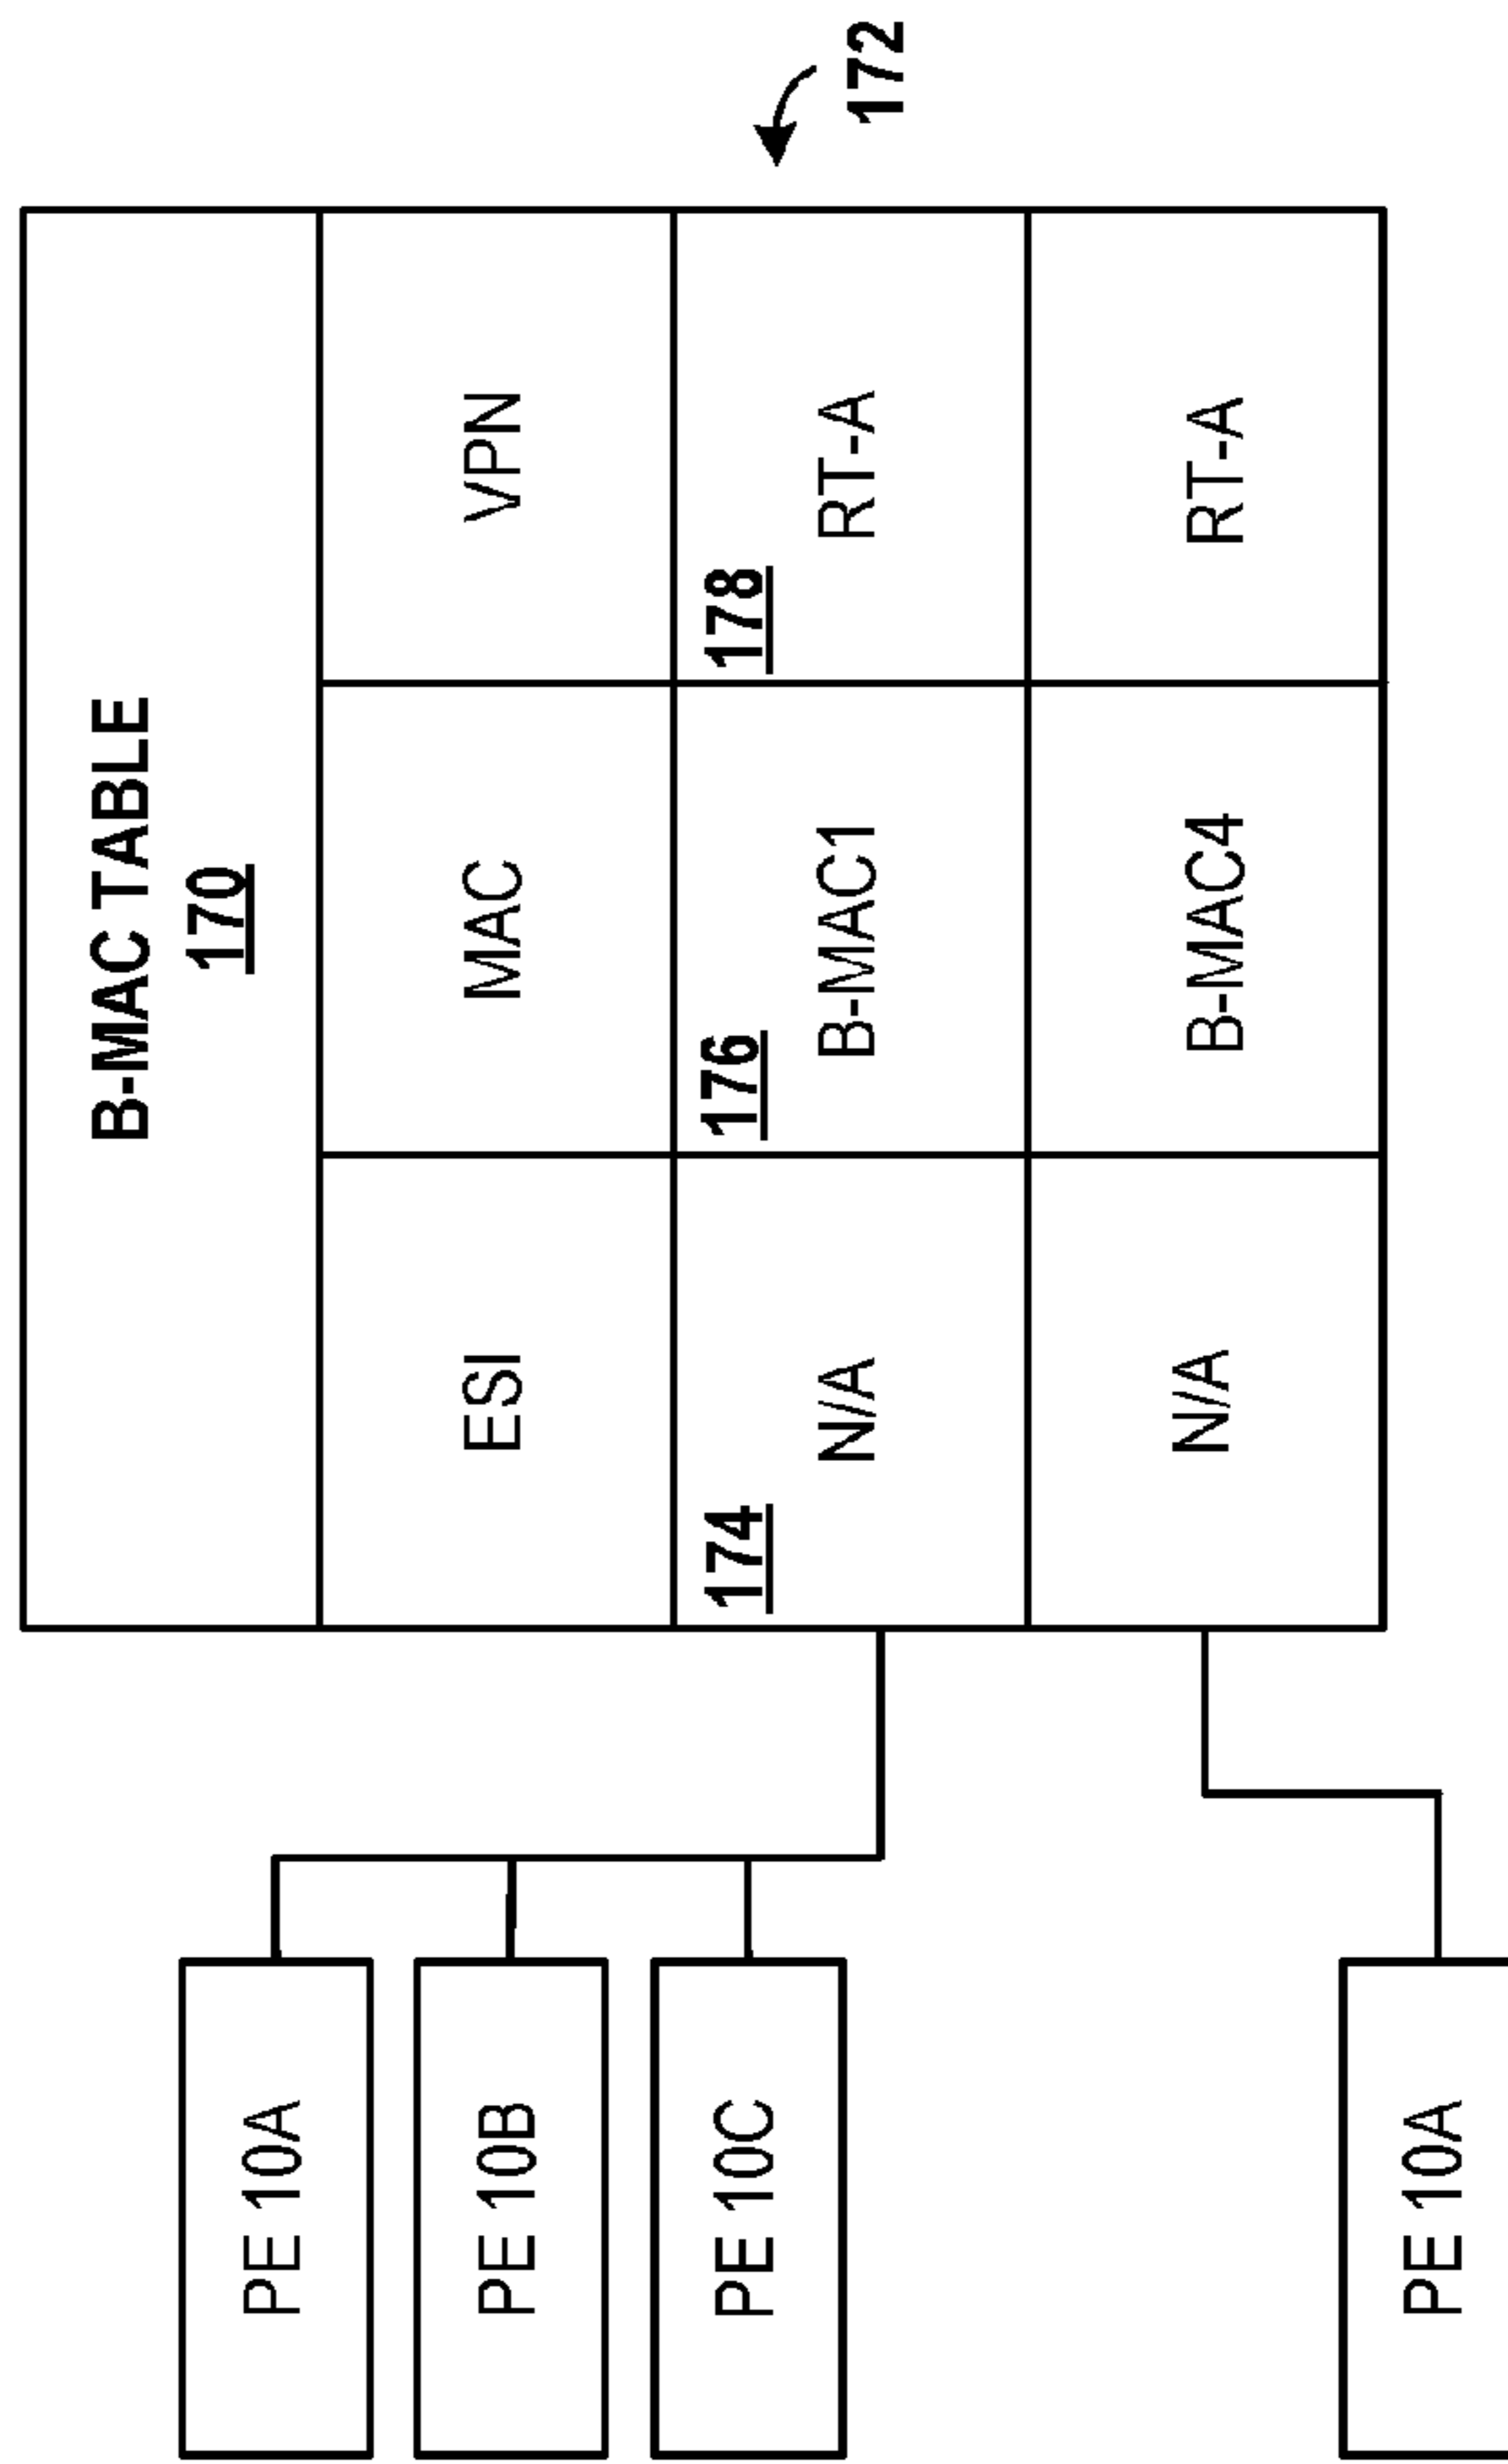 B-MAC TABLE
170
ESI
MAC
VPN
172
174
N/A
176
B-MAC1
178
RT-A
N/A
B-MAC4
RT-A
PE 10A
PE 10B
PE 10C
PE 10A